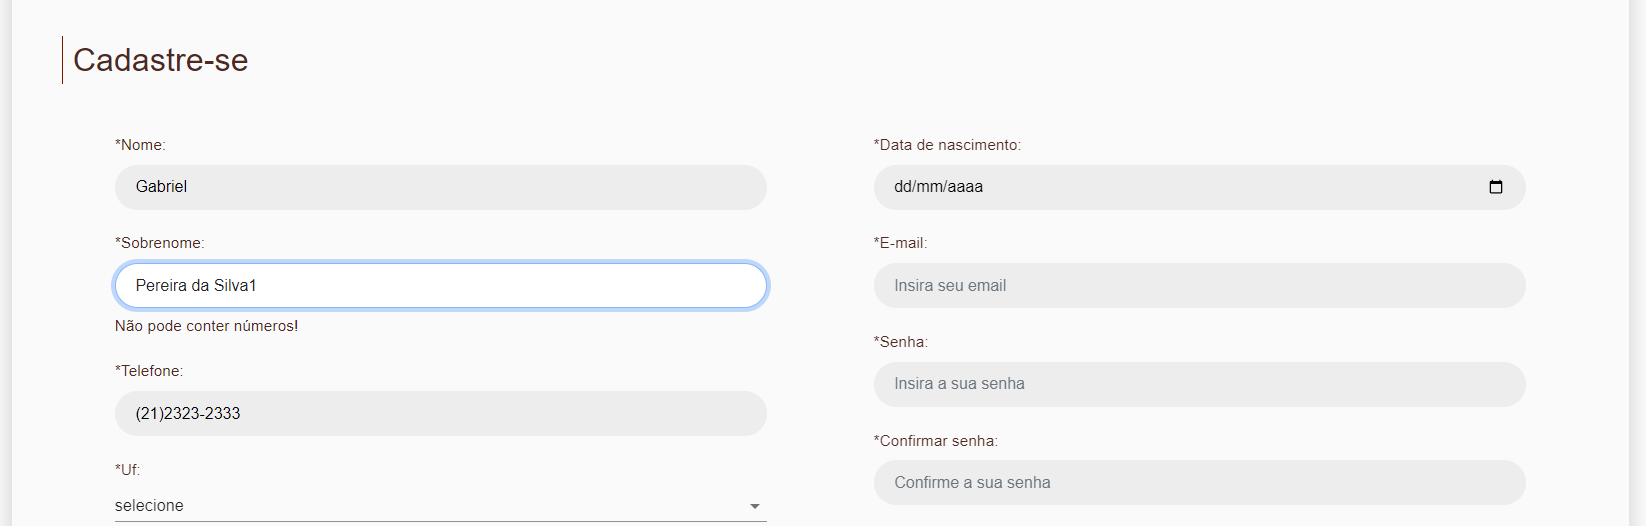 Cadastre-se
*Nome:
Gabriel
*Sobrenome:
Pereira da Silva1
Não pode conter números!
*Telefone:
(21)2323-2333
*Uf:
selecione
*Data de nascimento:
dd/mm/aaaa
*E-mail:
Insira seu email
*Senha:
Insira a sua senha
*Confirmar senha:
Confirme a sua senha